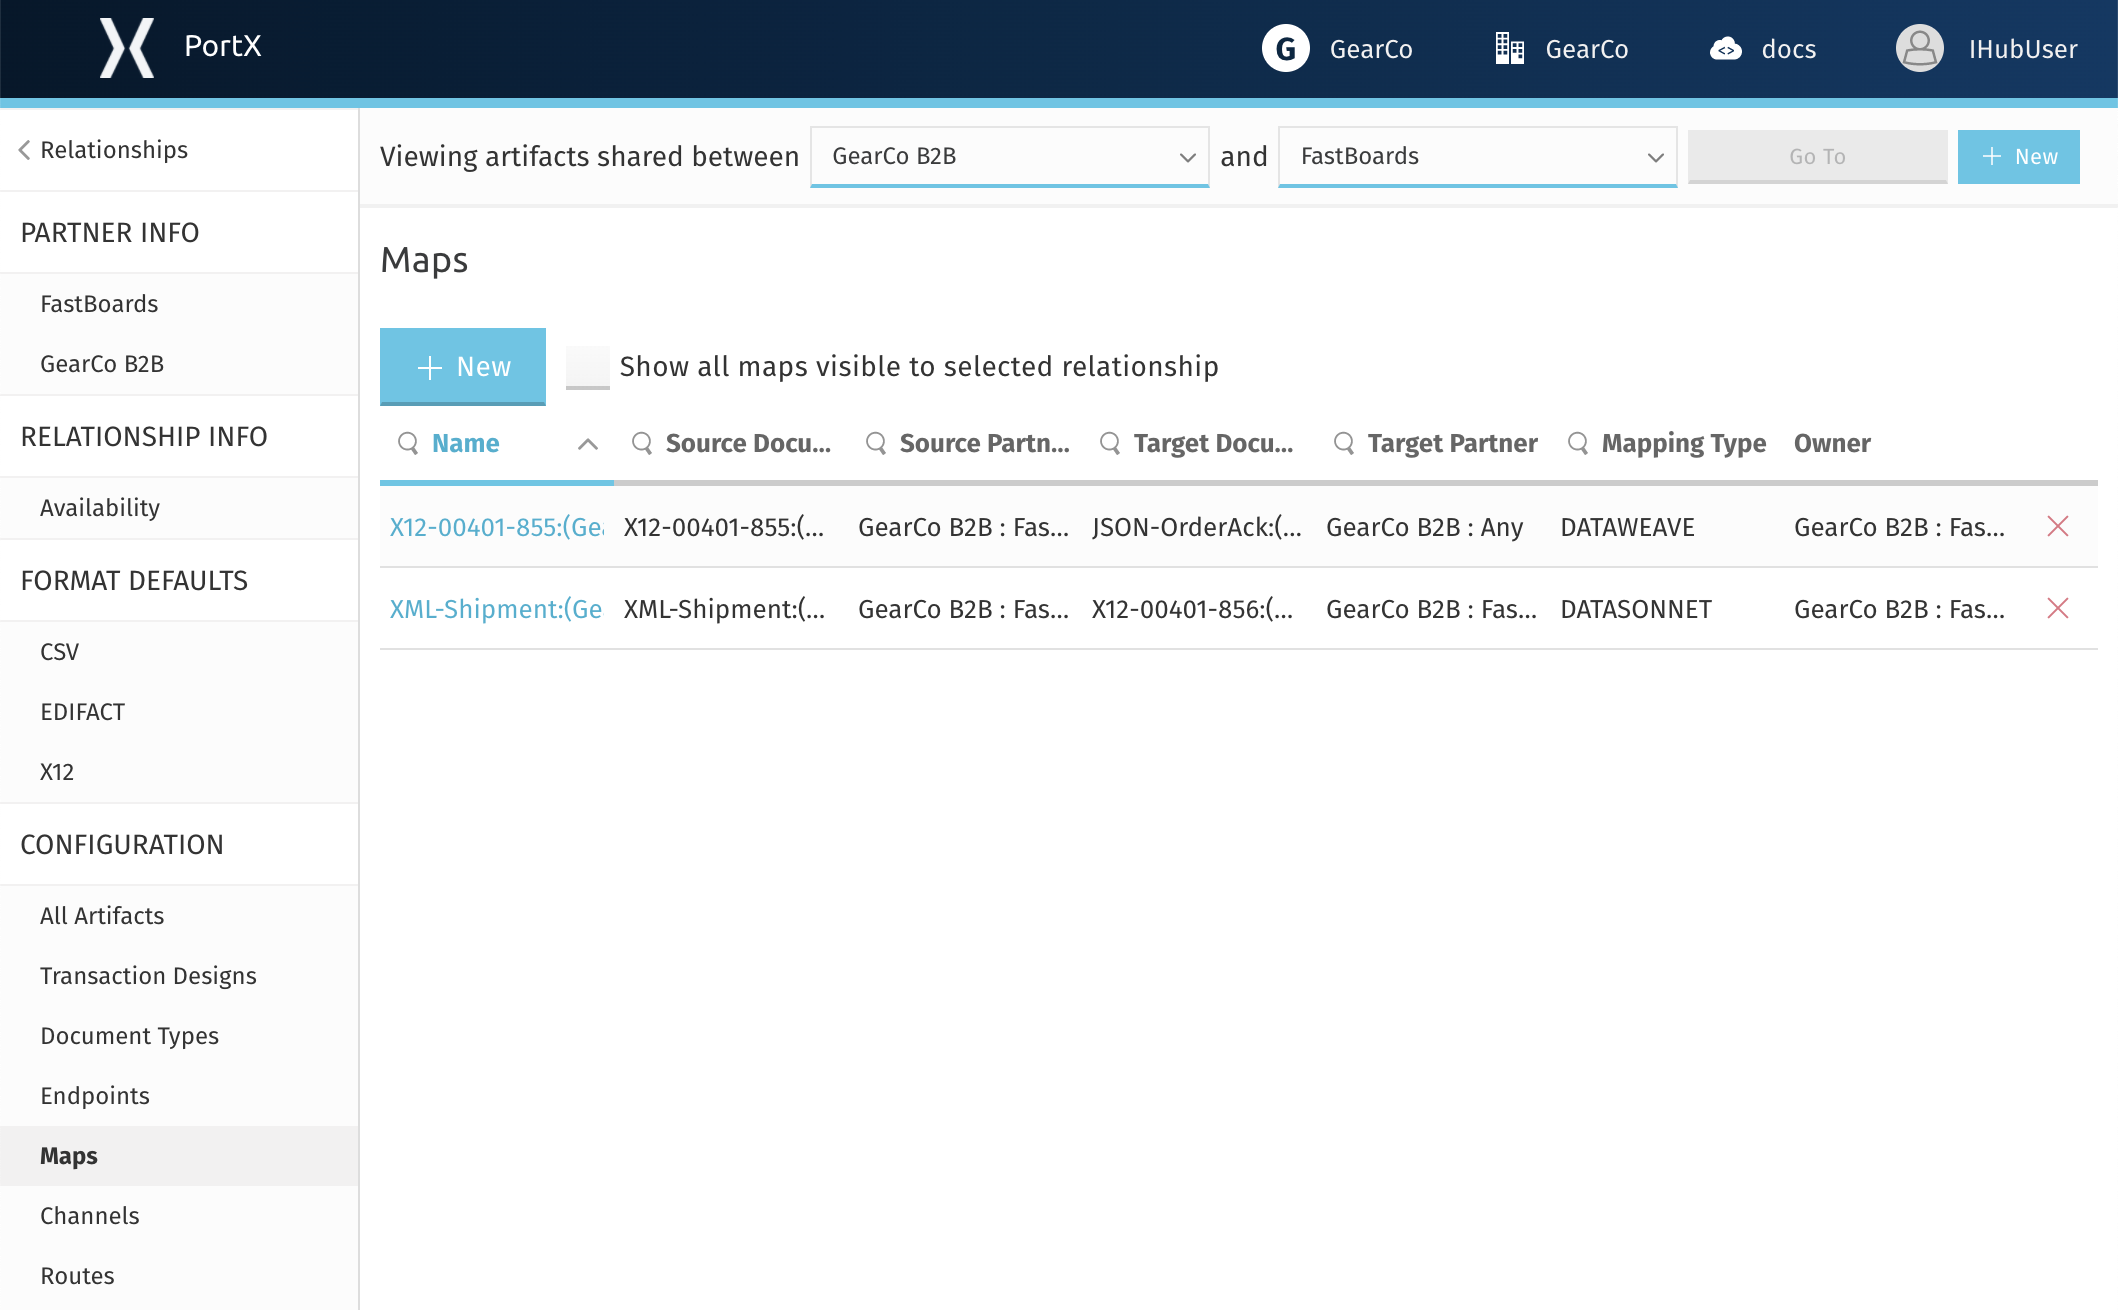 PortX
G GearCo GearCo docs IHubUser
Relationships
PARTNER INFO
FastBoards
GearCo B2B
RELATIONSHIP INFO
Availability
FORMAT DEFAULTS
CSV
EDIFACT
X12
CONFIGURATION
All Artifacts
Transaction Designs
Document Types
Endpoints
Maps
Channels
Routes
Viewing artifacts shared between GearCo B2B and FastBoards Go To + New
Maps
+ New Show all maps visible to selected relationship
Name Source Docu... Source Partn... Target Docu... Target Partner Mapping Type Owner
X12-00401-855:(Gea X12-00401-855:(... GearCo B2B : Fas... JSON-OrderAck:(... GearCo B2B : Any DATAWEAVE GearCo B2B : Fas...
XML-Shipment:(Ge XML-Shipment:(... GearCo B2B : Fas... X12-00401-856:(... GearCo B2B : Fas... DATASONNET GearCo B2B : Fas...